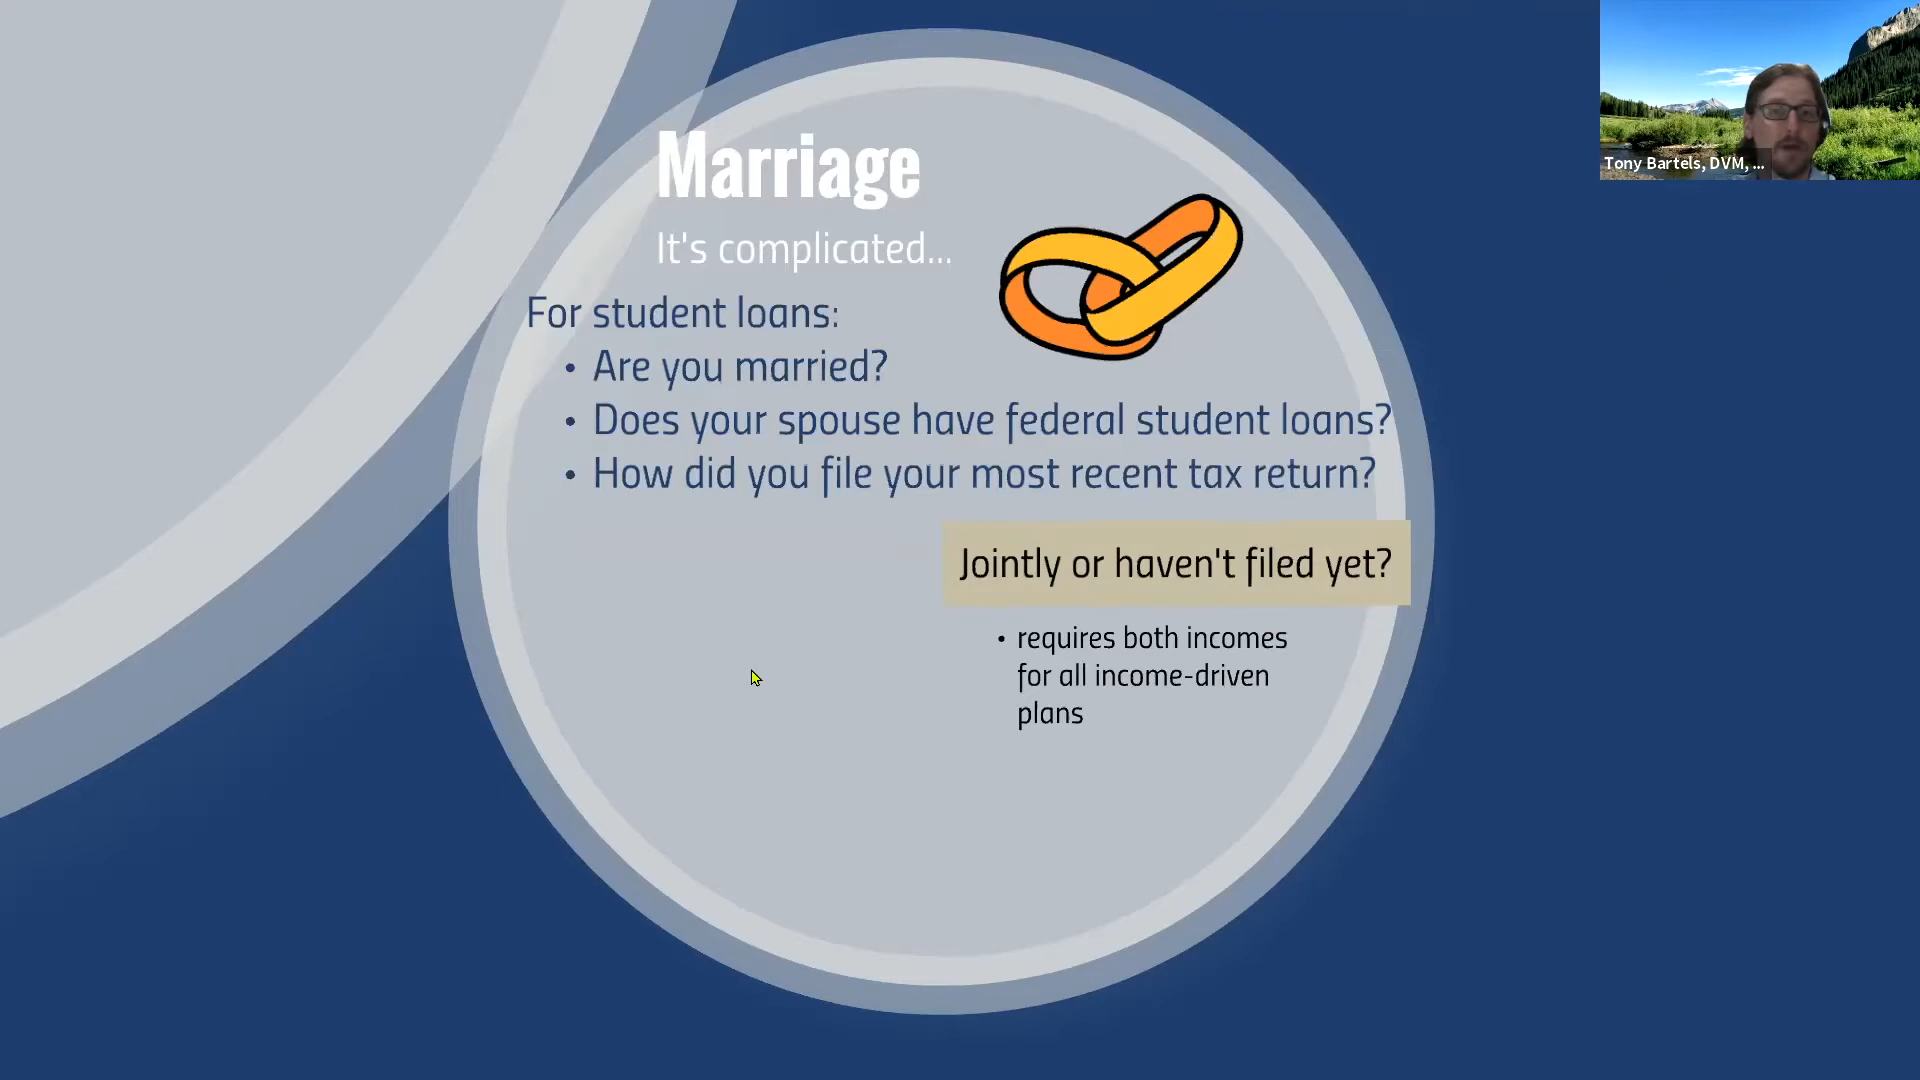 Marriage
It's complicated...
For student loans:
• Are you married?
• Does your spouse have federal student loans?
• How did you file your most recent tax return?
Jointly or haven't filed yet?
• requires both incomes
for all income-driven
plans
Tony Bartels, DVM, ...